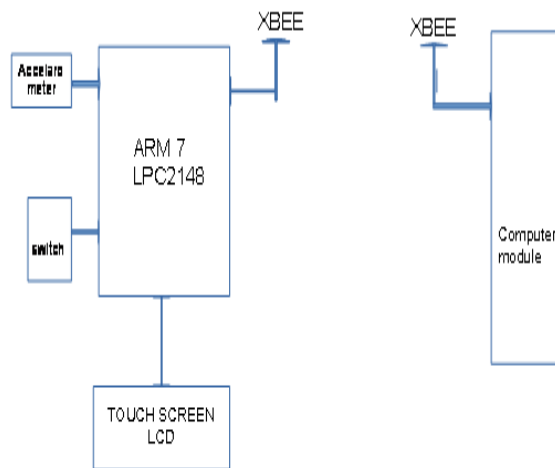 XBEE
XBEE
Accelaro
meter
ARM 7
LPC2148
switch
Computer
module
TOUCH SCREEN
LCD